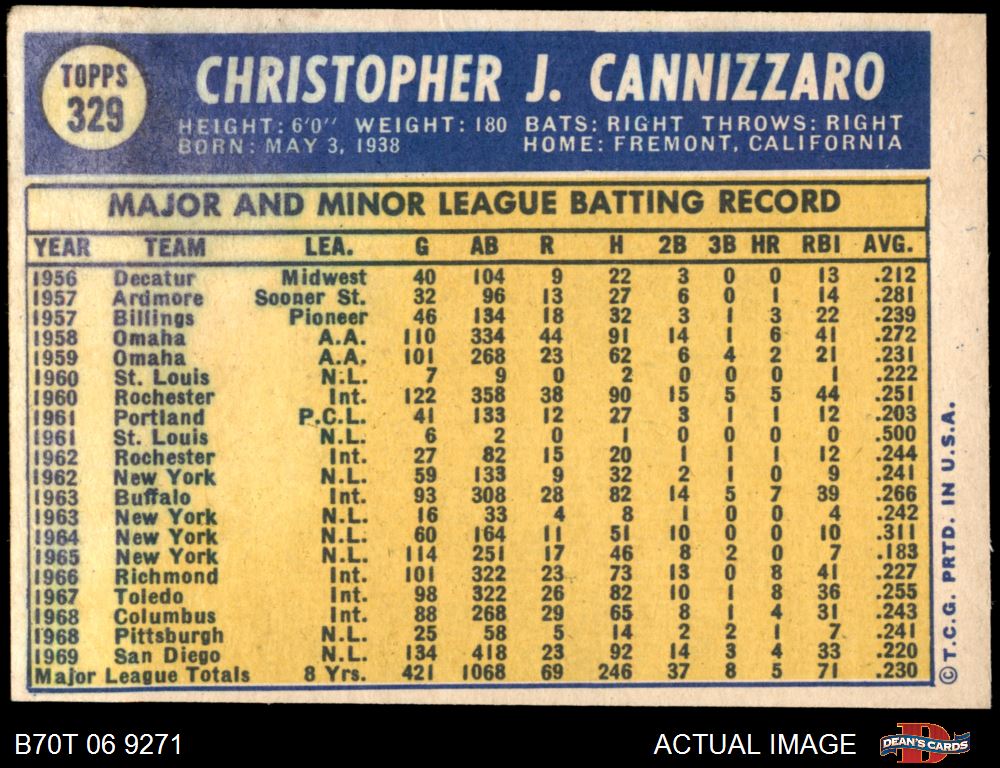 TOPPS
329
CHRISTOPHER J. CANNIZZARO
HEIGHT: 6'0" WEIGHT: 180 BATS: RIGHT THROWS: RIGHT
BORN: MAY 3, 1938 HOME: FREMONT, CALIFORNIA
MAJOR AND MINOR LEAGUE BATTING RECORD
YEAR TEAM LEA. G AB R H 2B 3B HR RBI AVG.
1956 Decatur Midwest 40 104 9 22 3 0 0 13 .212
1957 Ardmore Sooner St. 32 96 13 27 6 0 1 14 .281
1957 Billings Pioneer 46 134 18 32 3 1 3 22 .239
1958 Omaha A.A. 110 334 44 91 14 1 6 41 .272
1959 Omaha A.A. 101 268 23 62 6 4 2 21 .231
1960 St. Louis N.L. 7 9 0 2 0 0 0 1 .222
1960 Rochester Int. 122 358 38 90 15 5 5 44 .251
1961 Portland P.C.L. 41 133 12 27 3 1 1 12 .203
1961 St. Louis N.L. 6 2 0 1 0 0 0 0 .500
1962 Rochester Int. 27 82 15 20 1 1 1 12 .244
1962 New York N.L. 59 133 9 32 2 1 0 9 .241
1963 Buffalo Int. 93 308 28 82 14 5 7 39 .266
1963 New York N.L. 16 33 4 8 1 0 0 4 .242
1964 New York N.L. 60 164 11 51 10 0 0 10 .311
1965 New York N.L. 114 251 17 46 8 2 0 7 .183
1966 Richmond Int. 101 322 23 73 13 0 8 41 .227
1967 Toledo Int. 98 322 26 82 10 1 8 36 .255
1968 Columbus Int. 88 268 29 65 8 1 4 31 .243
1968 Pittsburgh N.L. 25 58 5 14 2 2 1 7 .241
1969 San Diego N.L. 134 418 23 92 14 3 4 33 .220
Major League Totals 8 Yrs. 421 1068 69 246 37 8 5 71 .230
© T.C.G. PRTD. IN U.S.A.
B70T 06 9271 ACTUAL IMAGE
DEAN'S CARDS